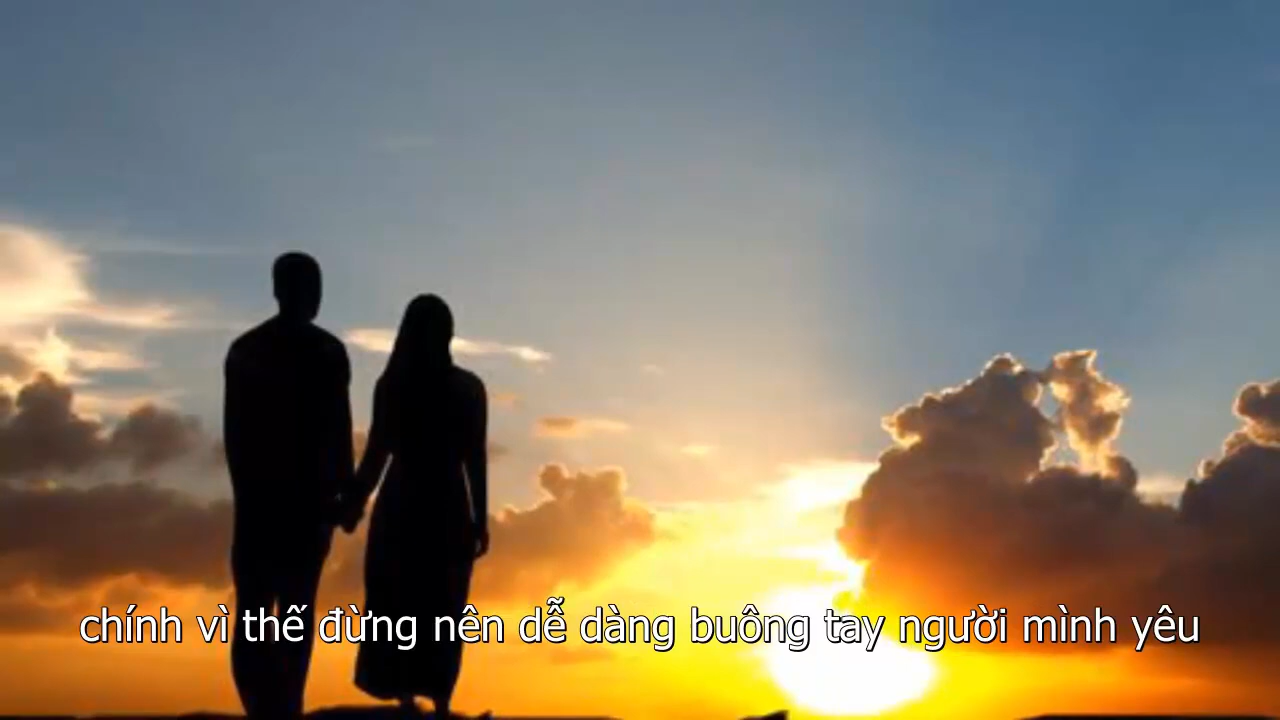 chính vì thế đừng nên dễ dàng buông tay người mình yêu